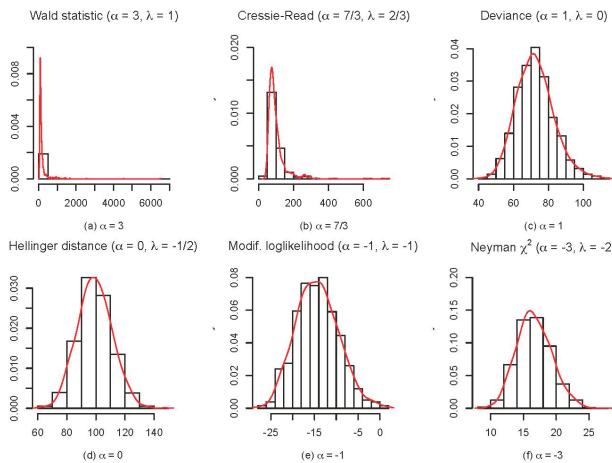 Wald statistic (α = 3, λ = 1)
0.000 0.004 0.008
0 2000 4000 6000
(a) α = 3
Cressie-Read (α = 7/3, λ = 2/3)
0.000 0.010 0.020
0 200 400 600
(b) α = 7/3
Deviance (α = 1, λ = 0)
0.00 0.01 0.02 0.03 0.04
40 60 80 100
(c) α = 1
Hellinger distance (α = 0, λ = -1/2)
0.000 0.010 0.020 0.030
60 80 100 120 140
(d) α = 0
Modif. loglikelihood (α = -1, λ = -1)
0.00 0.02 0.04 0.06 0.08
-25 -15 -5 0
(e) α = -1
Neyman χ² (α = -3, λ = -2
0.00 0.05 0.10 0.15 0.20
10 15 20 25
(f) α = -3